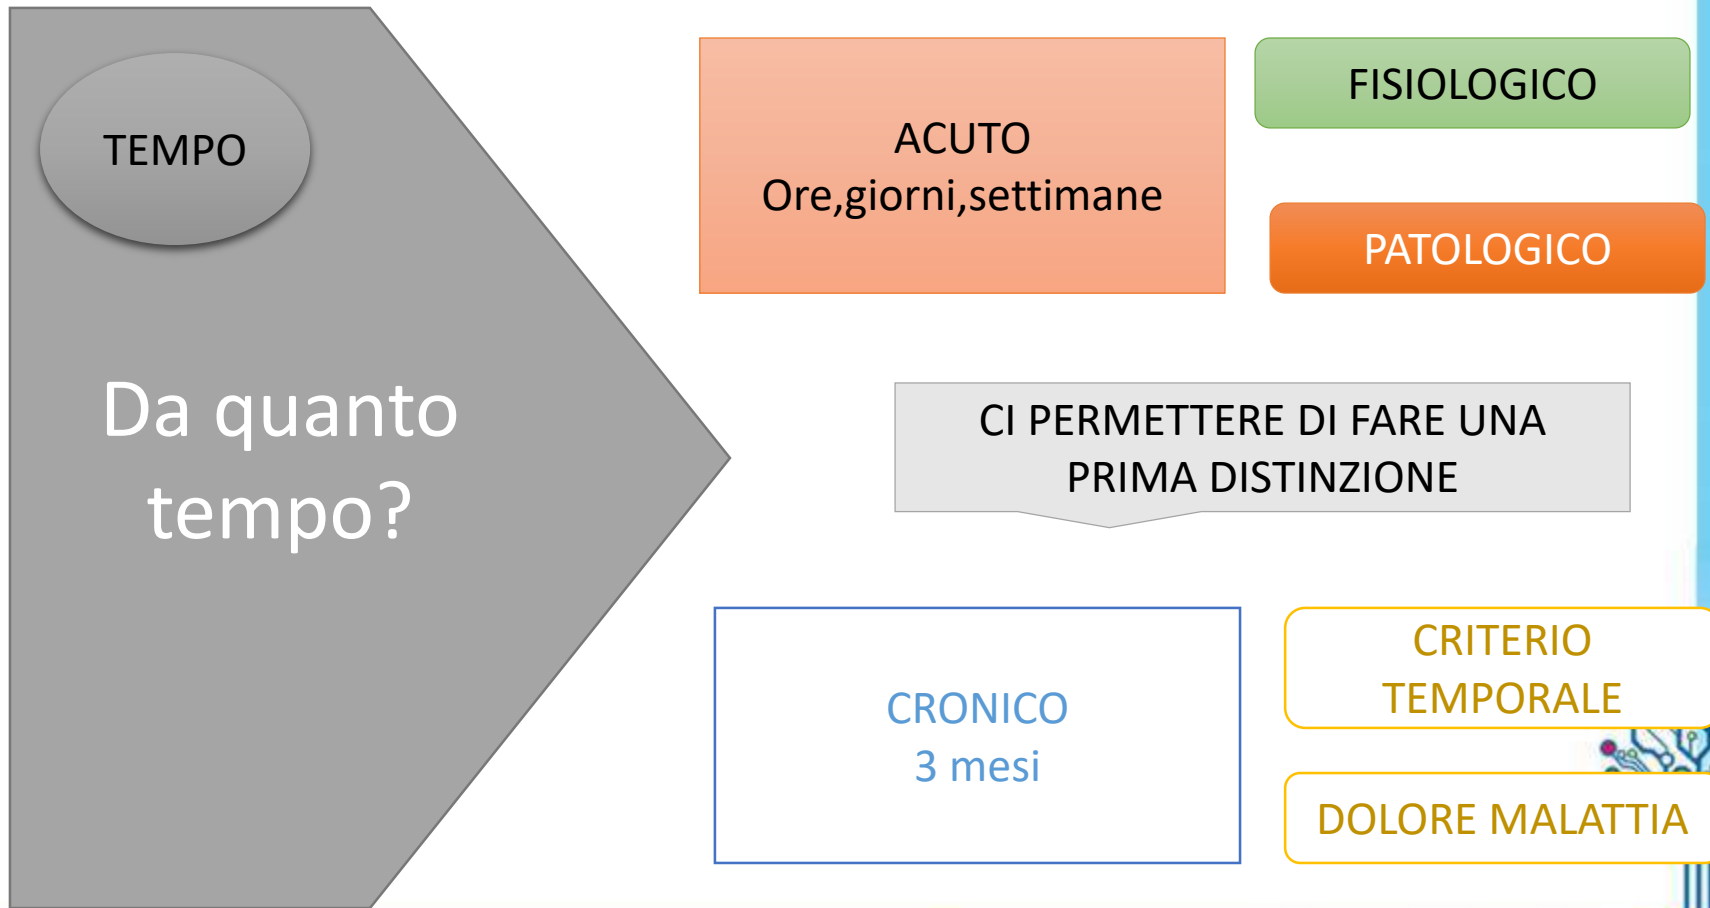 TEMPO
Da quanto
tempo?
ACUTO
Ore,giorni,settimane
FISIOLOGICO
PATOLOGICO
CI PERMETTERE DI FARE UNA
PRIMA DISTINZIONE
CRONICO
3 mesi
CRITERIO
TEMPORALE
DOLORE MALATTIA